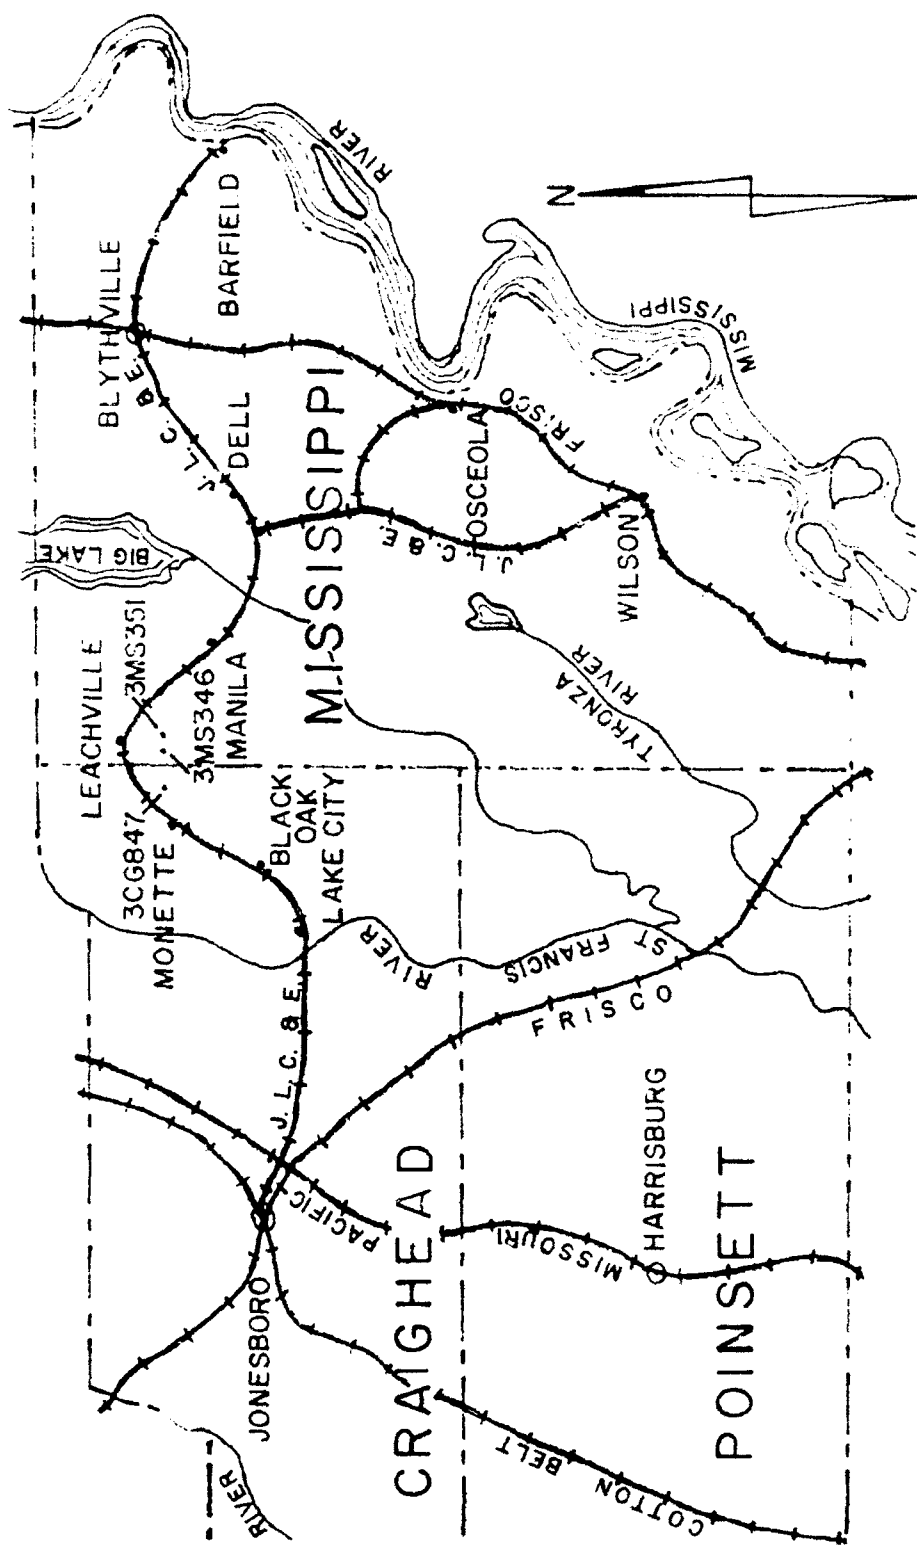 N
BLYTHVILLE
BARFIELD
RIVER
MISSISSIPPI
J. L. C. & E.
DELL
BIG LAKE
MISSISSIPPI
OSCEOLA
FRISCO
J. L. C. & E.
WILSON
LEACHVILLE
3MS351
3MS346
MANILA
TYRONZA
RIVER
3CG847
MONETTE
BLACK
OAK
LAKE CITY
ST
FRANCIS
RIVER
J. L. C. & E.
FRISCO
JONESBORO
PACIFIC
MISSOURI
HARRISBURG
CRAIGHEAD
POINSETT
COTTON
BELT
RIVER